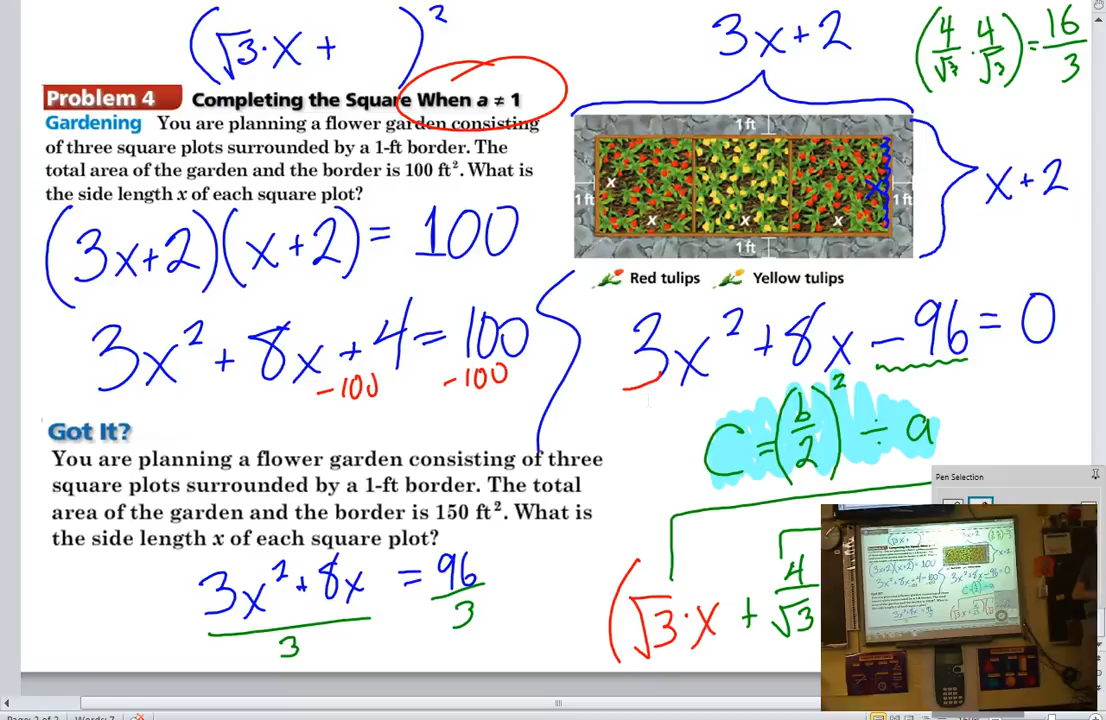 (√3·x + )²
3x+2
(4/√3 · 4/√3) = 16/3
Problem 4 Completing the Square When a ≠ 1
Gardening You are planning a flower garden consisting
of three square plots surrounded by a 1-ft border. The
total area of the garden and the border is 100 ft². What is
the side length x of each square plot?
1 ft
x
x
1 ft
1 ft
x x x
1 ft
x+2
Red tulips Yellow tulips
(3x+2)(x+2) = 100
3x² + 8x + 4 = 100
-100 -100
3x² + 8x - 96 = 0
C = (b/2)² ÷ a
Got It?
You are planning a flower garden consisting of three
square plots surrounded by a 1-ft border. The total
area of the garden and the border is 150 ft². What is
the side length x of each square plot?
3x² + 8x = 96
3 3
(√3·x + 4/√3
Pen Selection